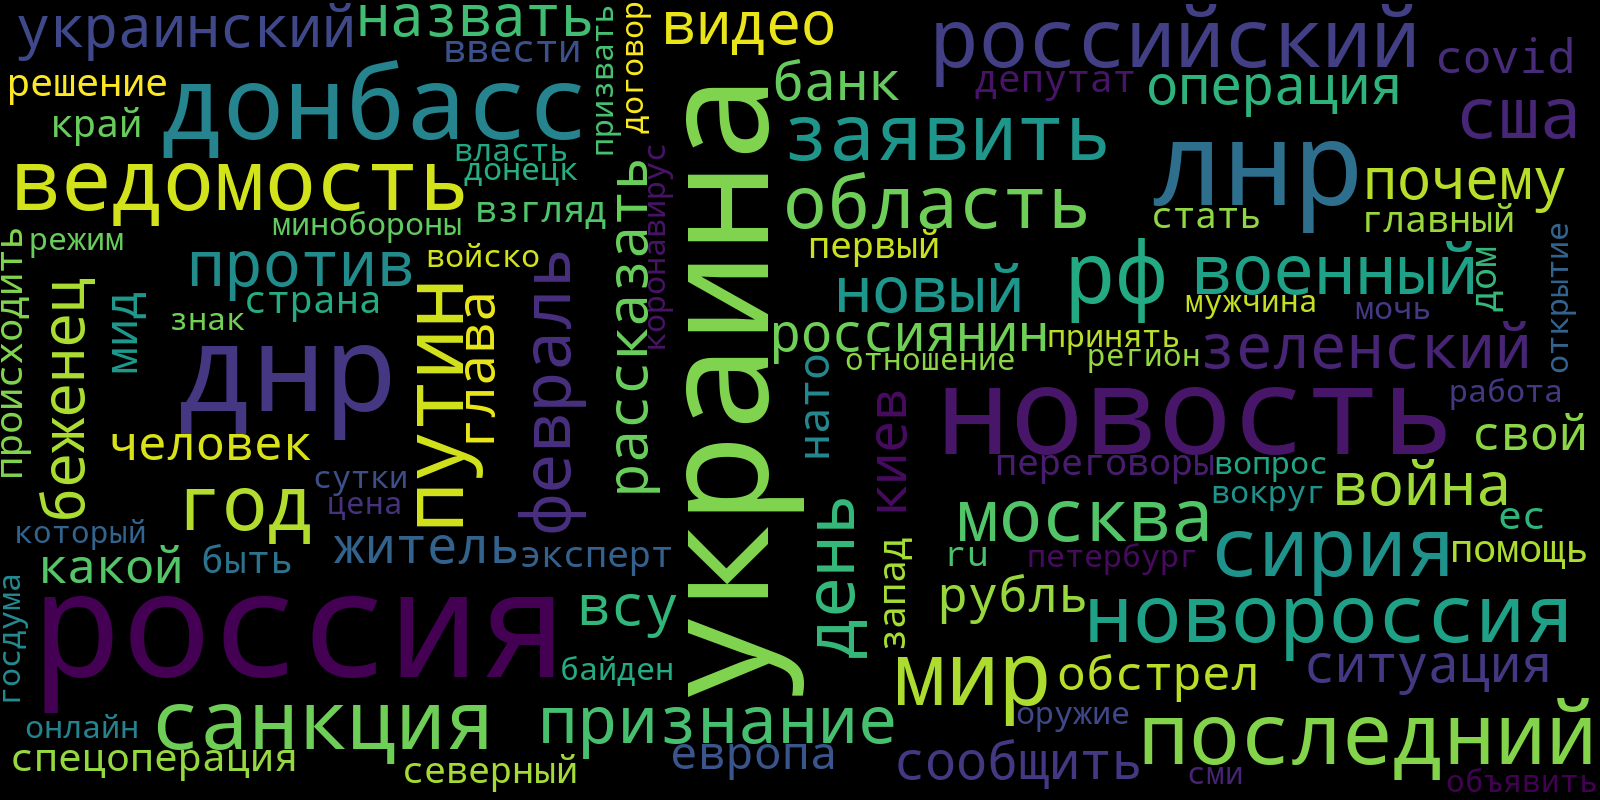 украинский
назвать
ввести
призвать
договор
видео
российский
covid
решение
донбасс
банк
депутат
операция
сша
край
заявить
лнр
ведомость
власть
донецк
коронавирус
украина
почему
минобороны
взгляд
область
стать
главный
режим
против
войско
рассказать
первый
рф
военный
дом
открытие
происходить
беженец
мид
знак
страна
путин
глава
февраль
новый
мужчина
мочь
днр
россиянин
принять
отношение
регион
зеленский
нато
новость
работа
человек
киев
свой
год
сутки
цена
день
переговоры
вопрос
вокруг
война
москва
ес
который
какой
быть
житель
эксперт
запад
ru
петербург
сирия
помощь
госдума
россия
всу
рубль
новороссия
байден
мир
обстрел
ситуация
онлайн
санкция
признание
оружие
последний
спецоперация
северный
европа
сообщить
сми
объявить